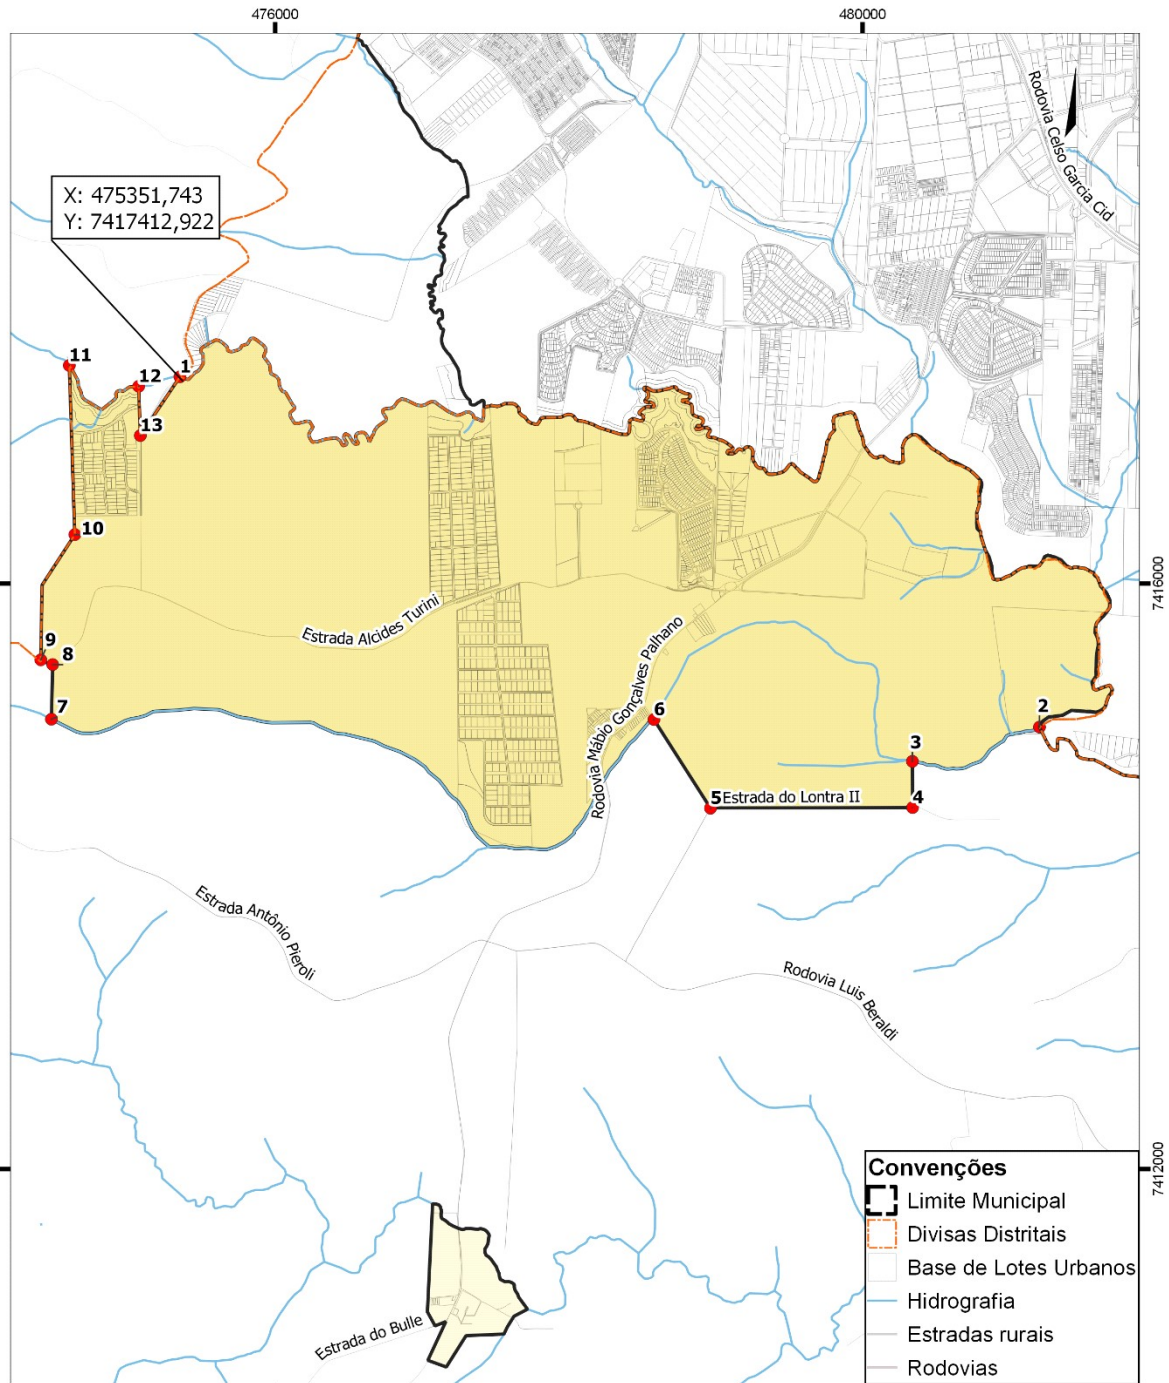 476000
480000
Rodovia Celso Garcia Cid
X: 475351,743
Y: 7417412,922
11
12
1
13
10
7416000
Estrada Alcides Turini
Rodovia Mábio Gonçalves Palhano
9
8
7
6
2
3
5
Estrada do Lontra II
4
Estrada Antônio Pieroli
Rodovia Luis Beraldi
7412000
Estrada do Bulle
Convenções
Limite Municipal
Divisas Distritais
Base de Lotes Urbanos
Hidrografia
Estradas rurais
Rodovias